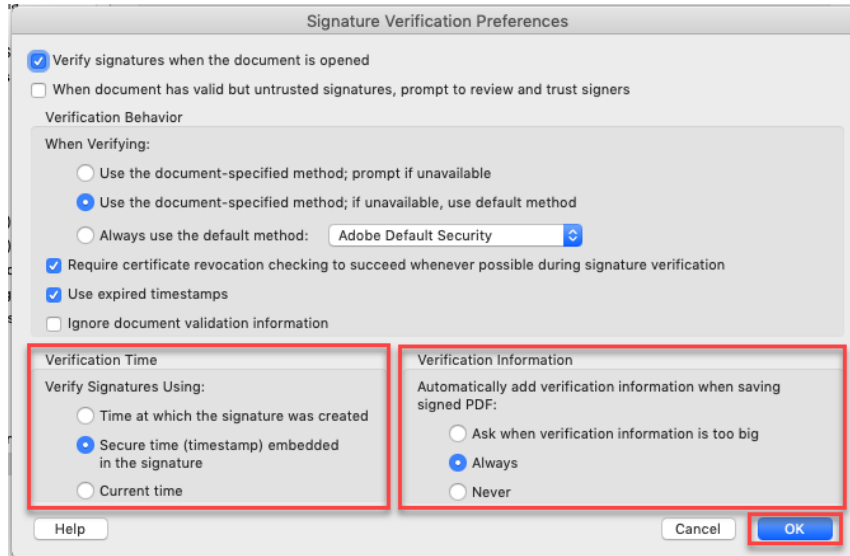 Signature Verification Preferences
Verify signatures when the document is opened
When document has valid but untrusted signatures, prompt to review and trust signers
Verification Behavior
When Verifying:
Use the document-specified method; prompt if unavailable
Use the document-specified method; if unavailable, use default method
Always use the default method: Adobe Default Security
Require certificate revocation checking to succeed whenever possible during signature verification
Use expired timestamps
Ignore document validation information
Verification Time
Verify Signatures Using:
Time at which the signature was created
Secure time (timestamp) embedded
in the signature
Current time
Verification Information
Automatically add verification information when saving
signed PDF:
Ask when verification information is too big
Always
Never
Help
Cancel
OK